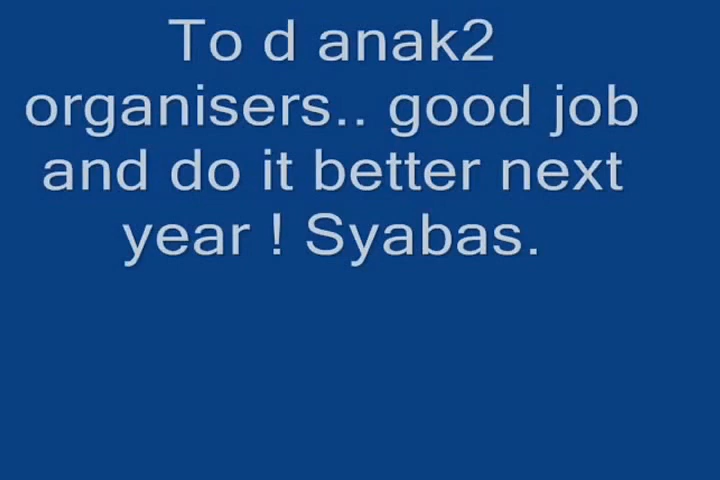 To d anak2
organisers.. good job
and do it better next
year ! Syabas.